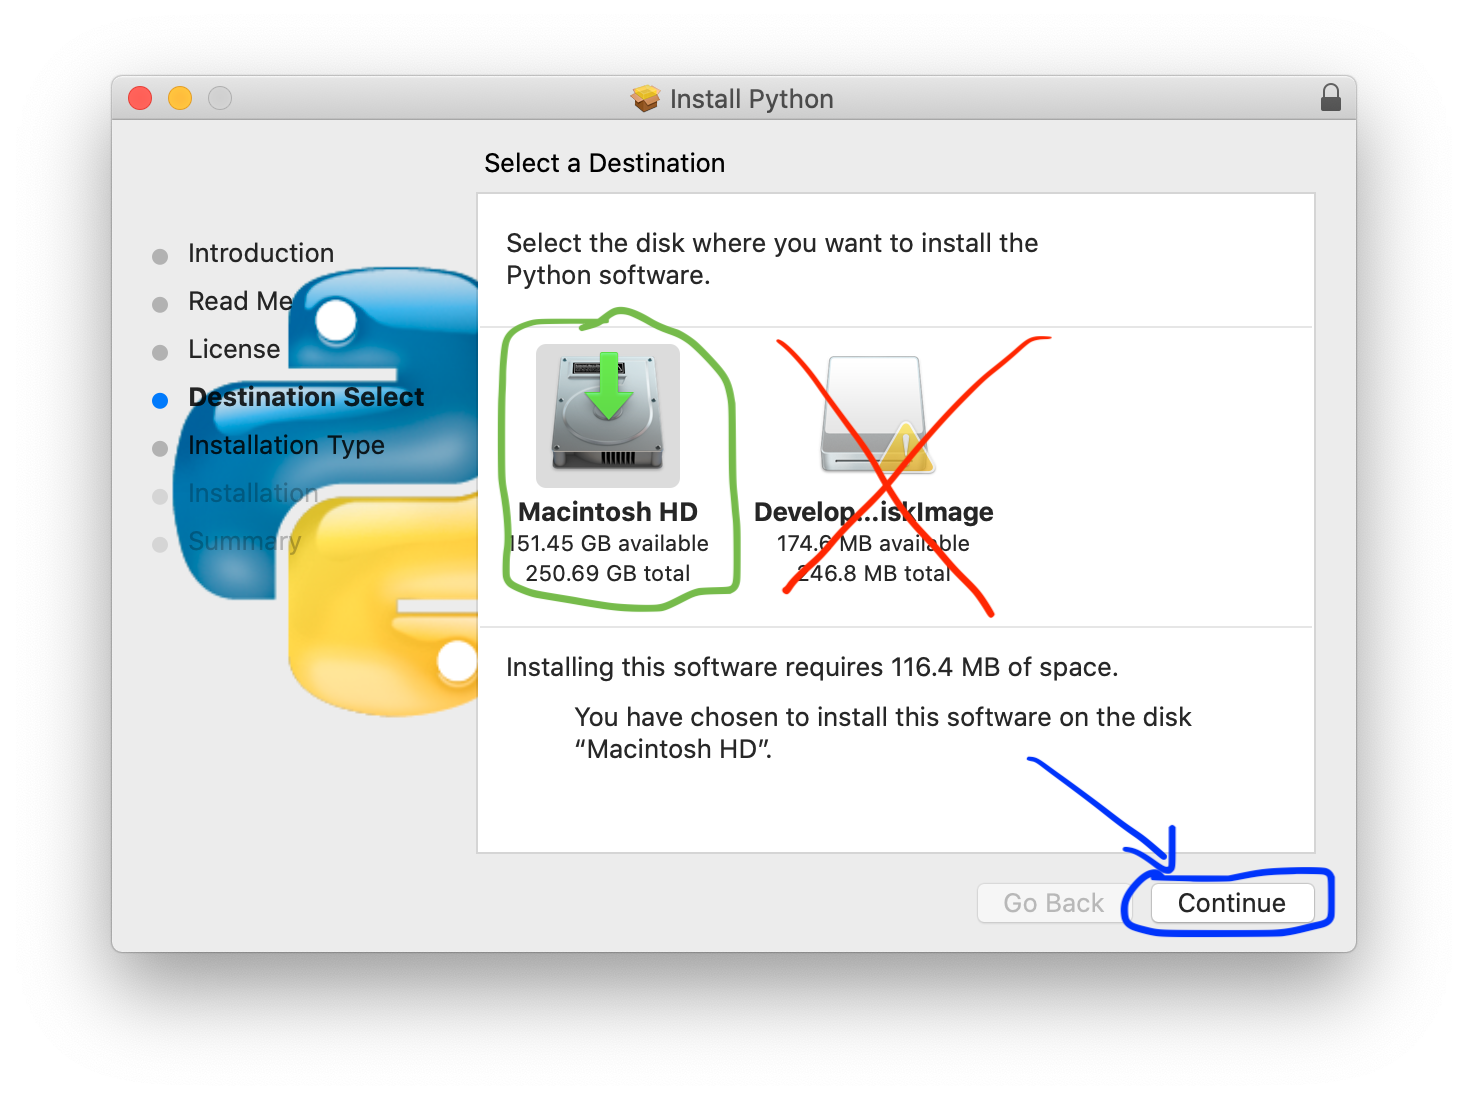 Install Python
Select a Destination
Introduction
Read Me
License
Destination Select
Installation Type
Installation
Summary
Select the disk where you want to install the
Python software.
Macintosh HD
151.45 GB available
250.69 GB total
Develop...iskImage
174.6 MB available
246.8 MB total
Installing this software requires 116.4 MB of space.
You have chosen to install this software on the disk
“Macintosh HD”.
Go Back
Continue